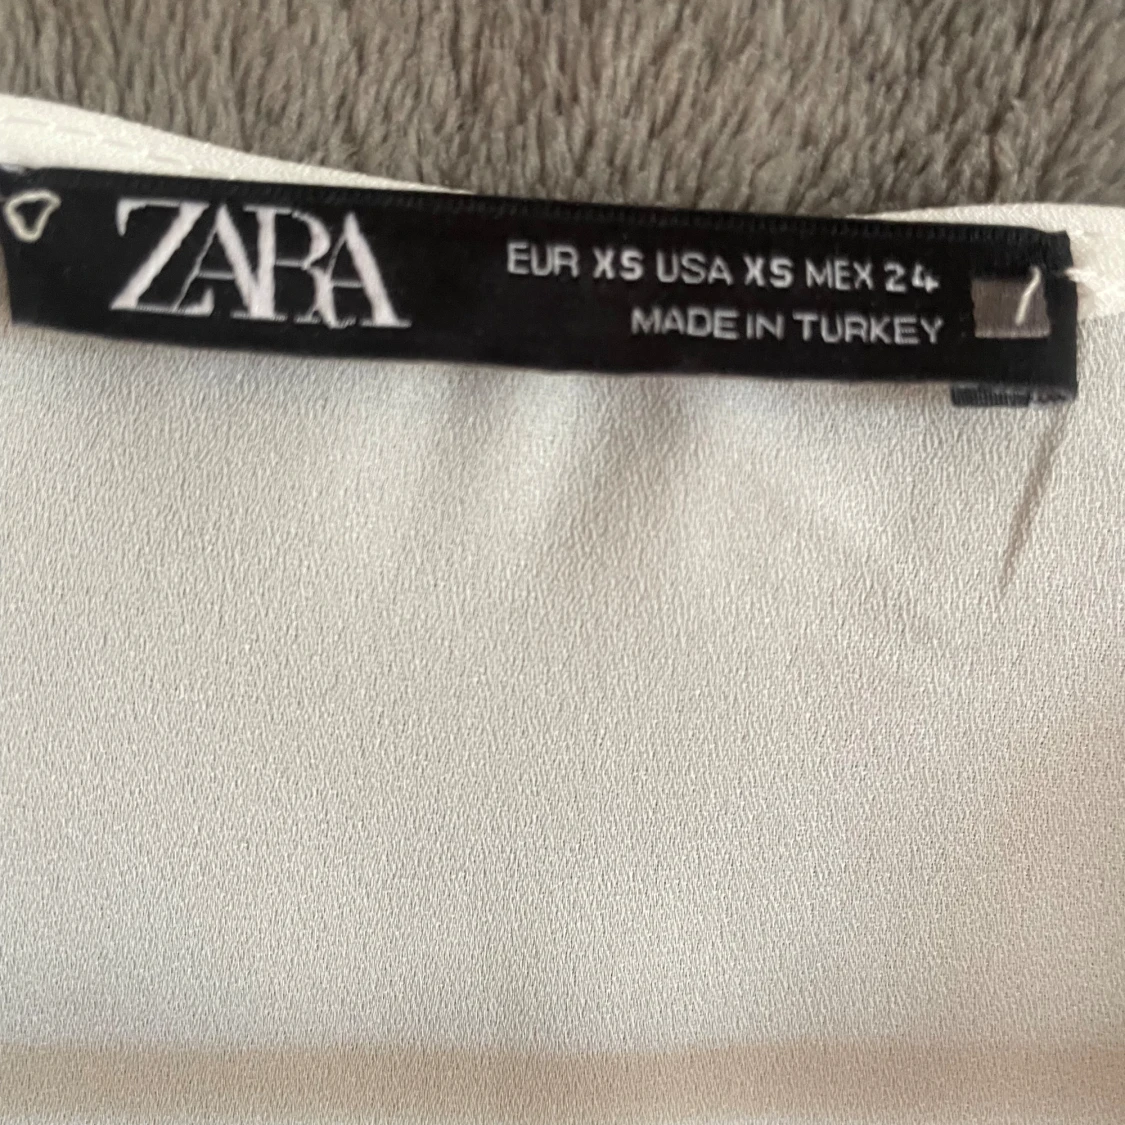 ZARA
EUR XS USA XS MEX 24
MADE IN TURKEY